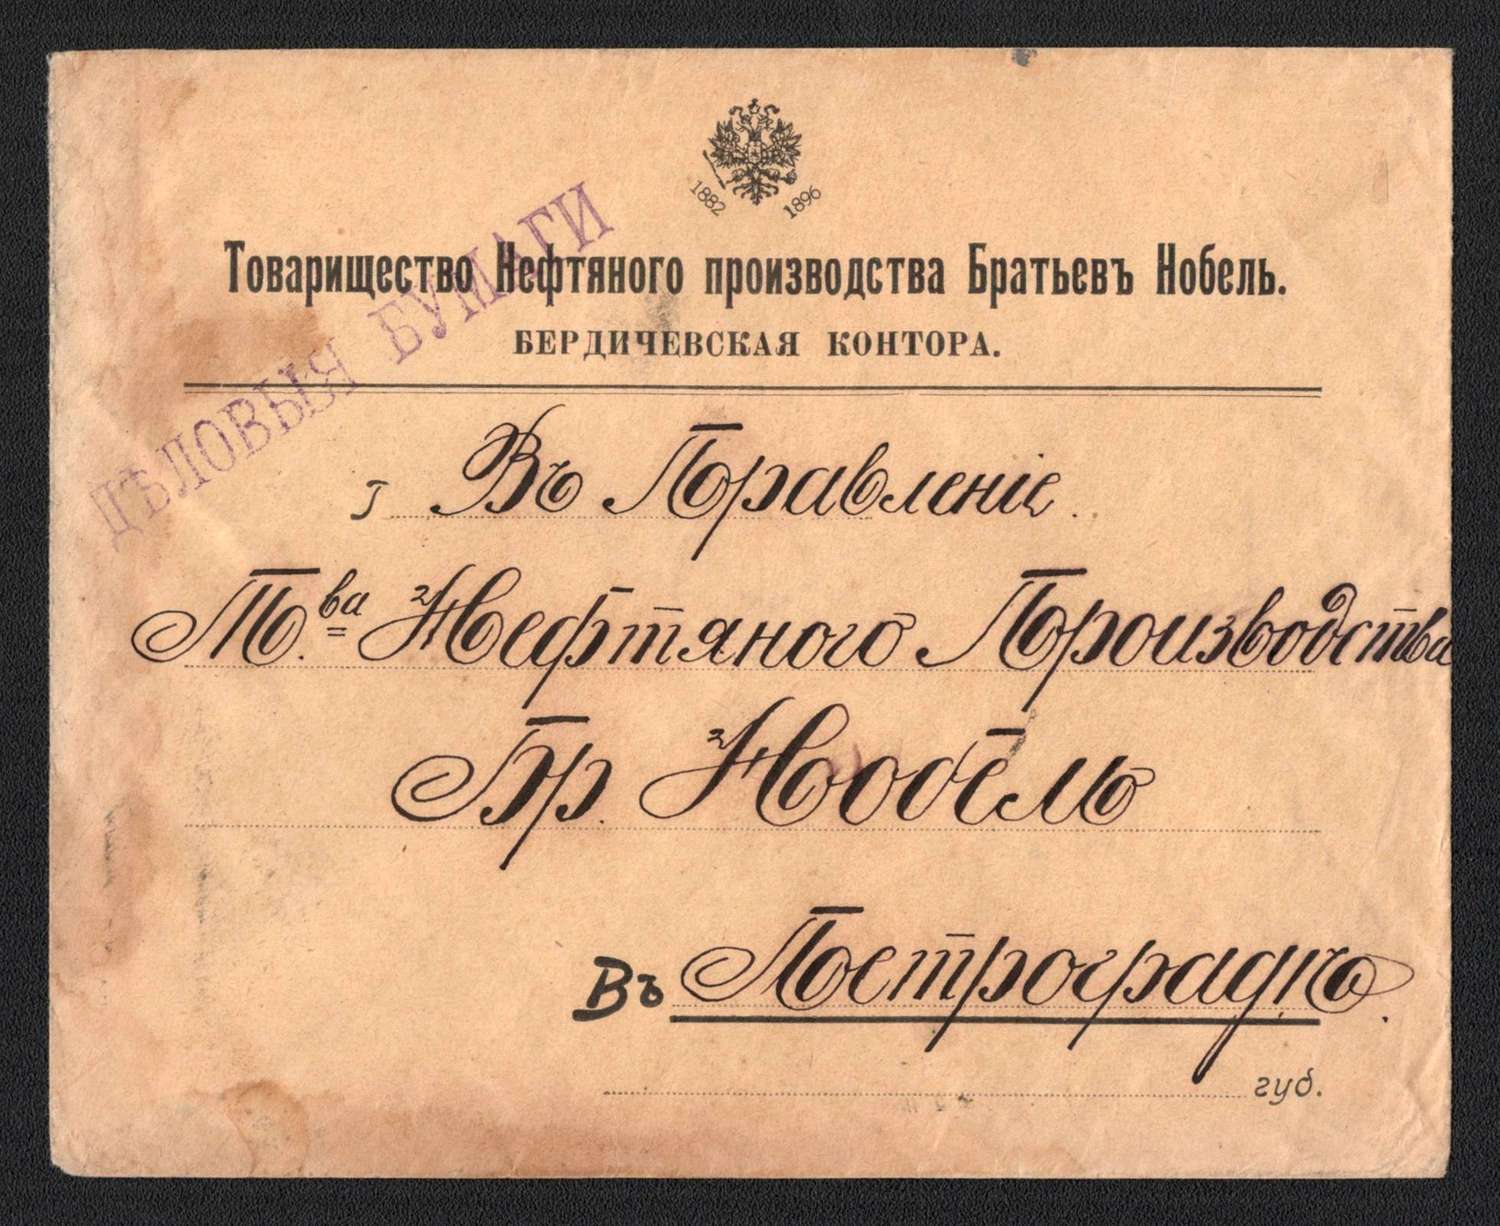 1882 1896
Товарищество Нефтяного производства Братьевъ Нобель.
БЕРДИЧЕВСКАЯ КОНТОРА.
ДѢЛОВЫЯ БУМАГИ
Въ Правленіе
Т.ва Нефтяного Производства
Бр. Нобель
Въ Петроградъ.
губ.